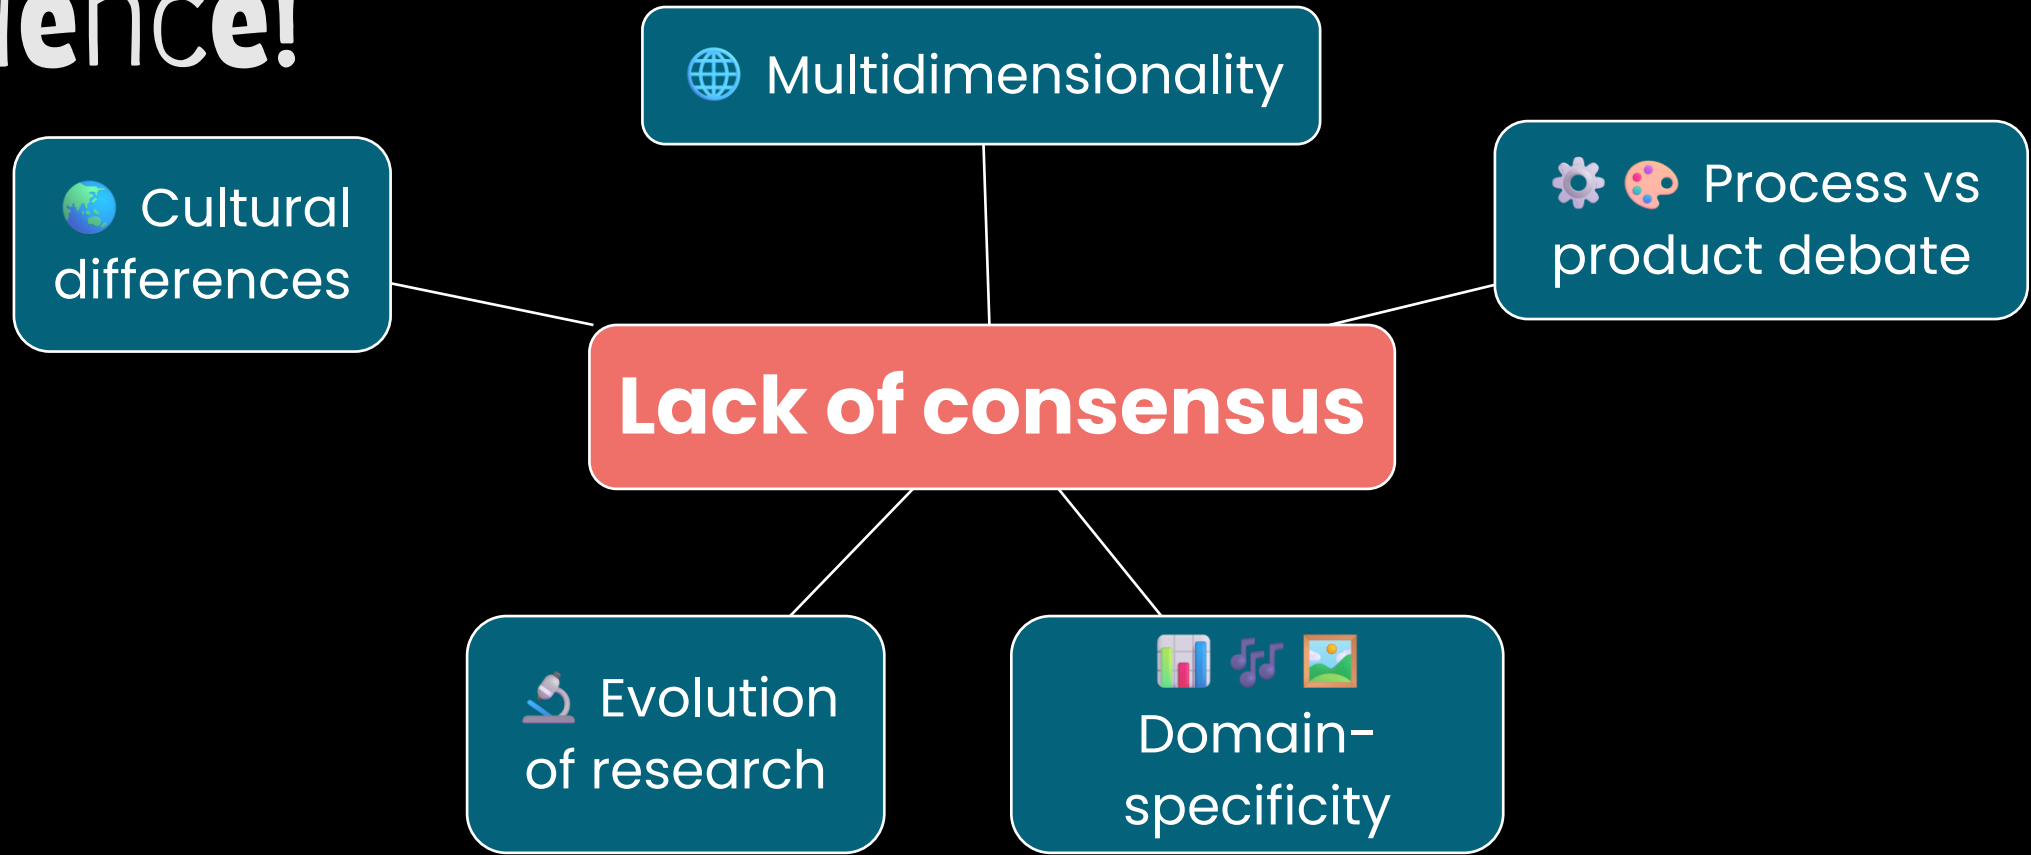 Multidimensionality
Cultural
differences
Process vs
product debate
Lack of consensus
Evolution
of research
Domain-
specificity